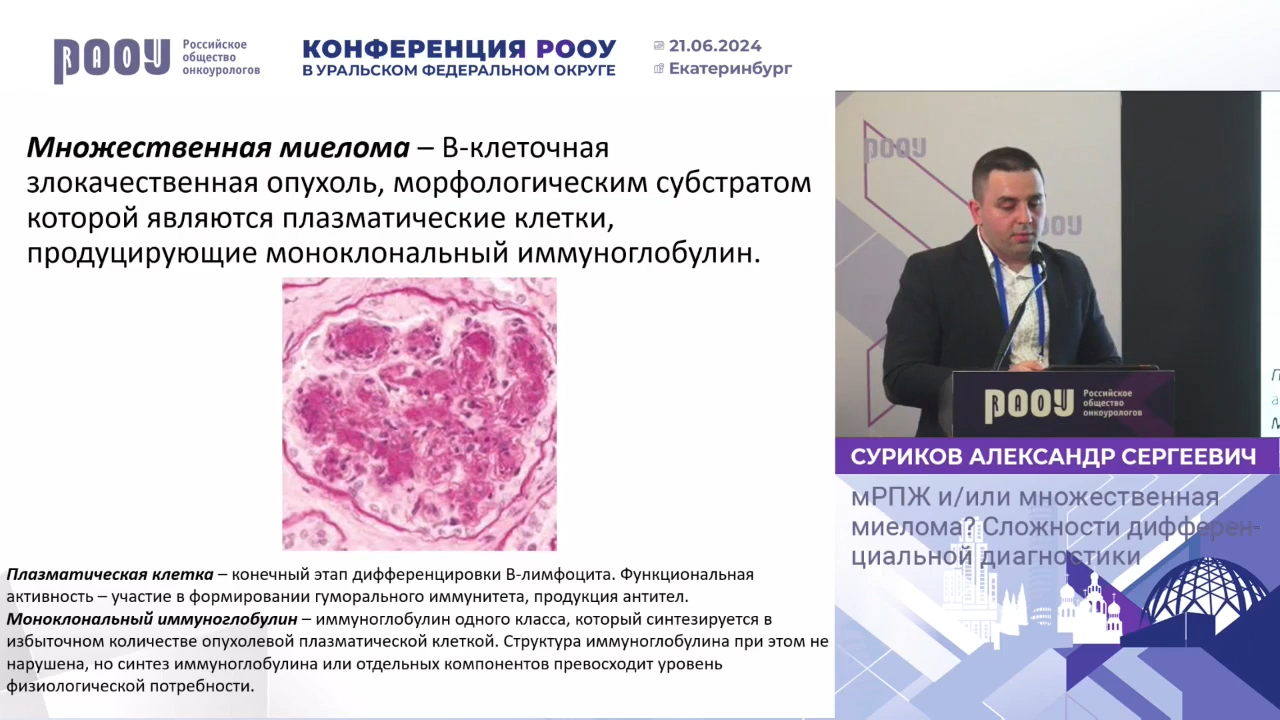 РООУ
RAOU
Российское
общество
онкоурологов
КОНФЕРЕНЦИЯ РООУ
В УРАЛЬСКОМ ФЕДЕРАЛЬНОМ ОКРУГЕ
21.06.2024
Екатеринбург
Множественная миелома – В-клеточная
злокачественная опухоль, морфологическим субстратом
которой являются плазматические клетки,
продуцирующие моноклональный иммуноглобулин.
Плазматическая клетка – конечный этап дифференцировки В-лимфоцита. Функциональная
активность – участие в формировании гуморального иммунитета, продукция антител.
Моноклональный иммуноглобулин – иммуноглобулин одного класса, который синтезируется в
избыточном количестве опухолевой плазматической клеткой. Структура иммуноглобулина при этом не
нарушена, но синтез иммуноглобулина или отдельных компонентов превосходит уровень
физиологической потребности.
РООУ
РООУ
РООУ
RAOU
Российское
общество
онкоурологов
СУРИКОВ АЛЕКСАНДР СЕРГЕЕВИЧ
мРПЖ и/или множественная
миелома? Сложности дифферен-
циальной диагностики